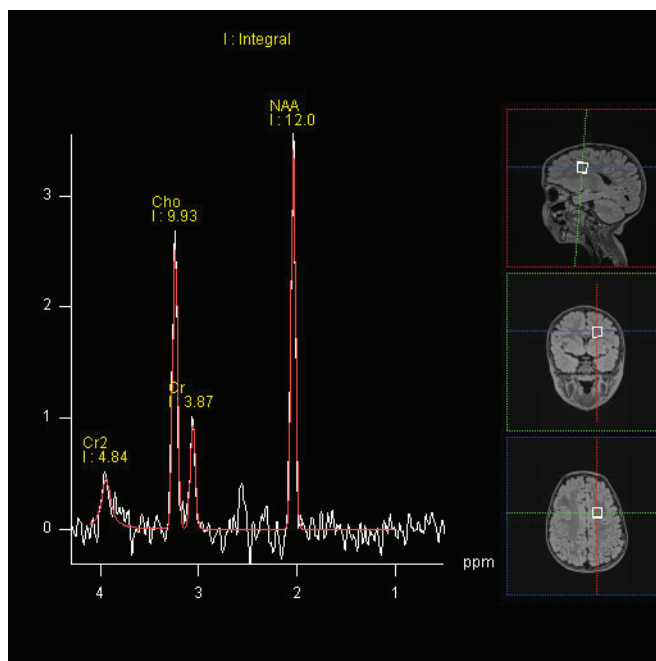 I : Integral
NAA
I : 12.0
Cho
I : 9.93
Cr
I : 3.87
Cr2
I : 4.84
3
2
1
0
ppm
4
3
2
1